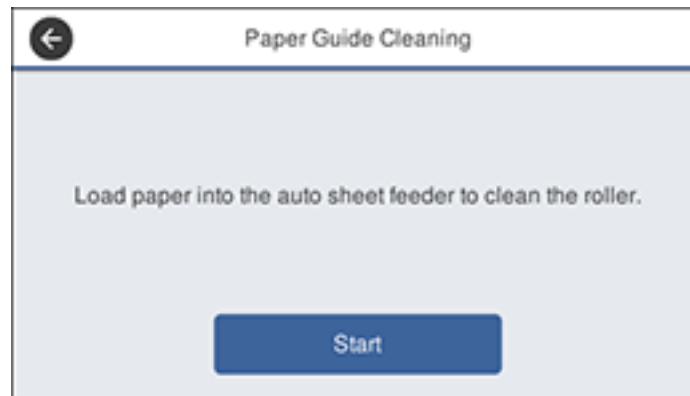 Paper Guide Cleaning
Load paper into the auto sheet feeder to clean the roller.
Start